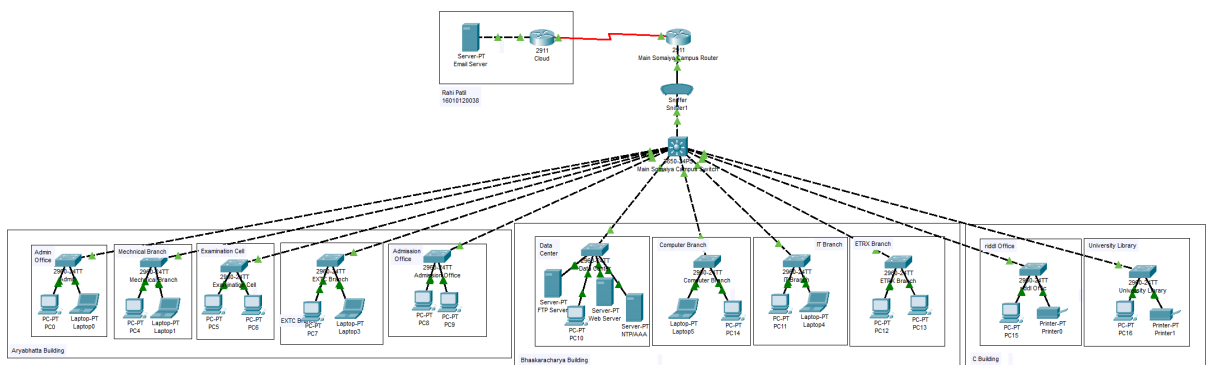 Server-PT
Email Server
2911
Cloud
2911
Main Somaiya Campus Router
Rahi Patil
16010120038
Sniffer
Sniffer1
Main Somaiya Campus Switch
Admin
Office
2960-24TT
PC-PT
PC0
Laptop-PT
Laptop0
Mechnical Branch
2960-24TT
Mechnical Branch
PC-PT
PC4
Laptop-PT
Laptop1
Examination Cell
2960-24TT
Examination Cell
PC-PT
PC5
PC-PT
PC6
2960-24TT
EXTC Branch
EXTC
PC-PT
PC7
Laptop-PT
Laptop3
Admission
Office
2960-24TT
Admission Office
PC-PT
PC8
PC-PT
PC9
Aryabhatta Building
Data
Center
Data Center
Server-PT
FTP Server
PC-PT
PC10
Server-PT
Web Server
Server-PT
NTP/AAA
Computer Branch
2960-24TT
Computer Branch
Laptop-PT
Laptop5
PC-PT
PC14
IT Branch
2960-24TT
PC-PT
PC11
Laptop-PT
Laptop4
ETRX Branch
2960-24TT
ETRX Branch
PC-PT
PC12
PC-PT
PC13
Bhaskaracharya Building
riddl Office
2960-24TT
PC-PT
PC15
Printer-PT
Printer0
University Library
2960-24TT
University Library
PC-PT
PC16
Printer-PT
Printer1
C Building